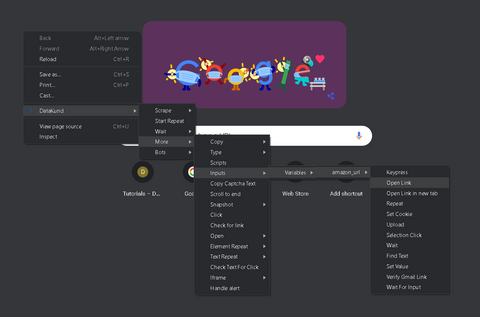 Back Alt+Left arrow
Forward Alt+Right Arrow
Reload Ctrl+R
Save as... Ctrl+S
Print... Ctrl+P
Cast...
DataKund
View page source Ctrl+U
Inspect
Scrape
Start Repeat
Wait
More
Bots
Copy
Type
Scripts
Inputs
Copy Captcha Text
Scroll to end
Snapshot
Click
Check for link
Open
Element Repeat
Text Repeat
Check Text For Click
Iframe
Handle alert
Variables
amazon_url
Keypress
Open Link
Open Link in new tab
Repeat
Set Cookie
Upload
Selection Click
Wait
Find Text
Set Value
Verify Gmail Link
Wait For Input
Google
D
Tutorials – D...
Web Store
Add shortcut